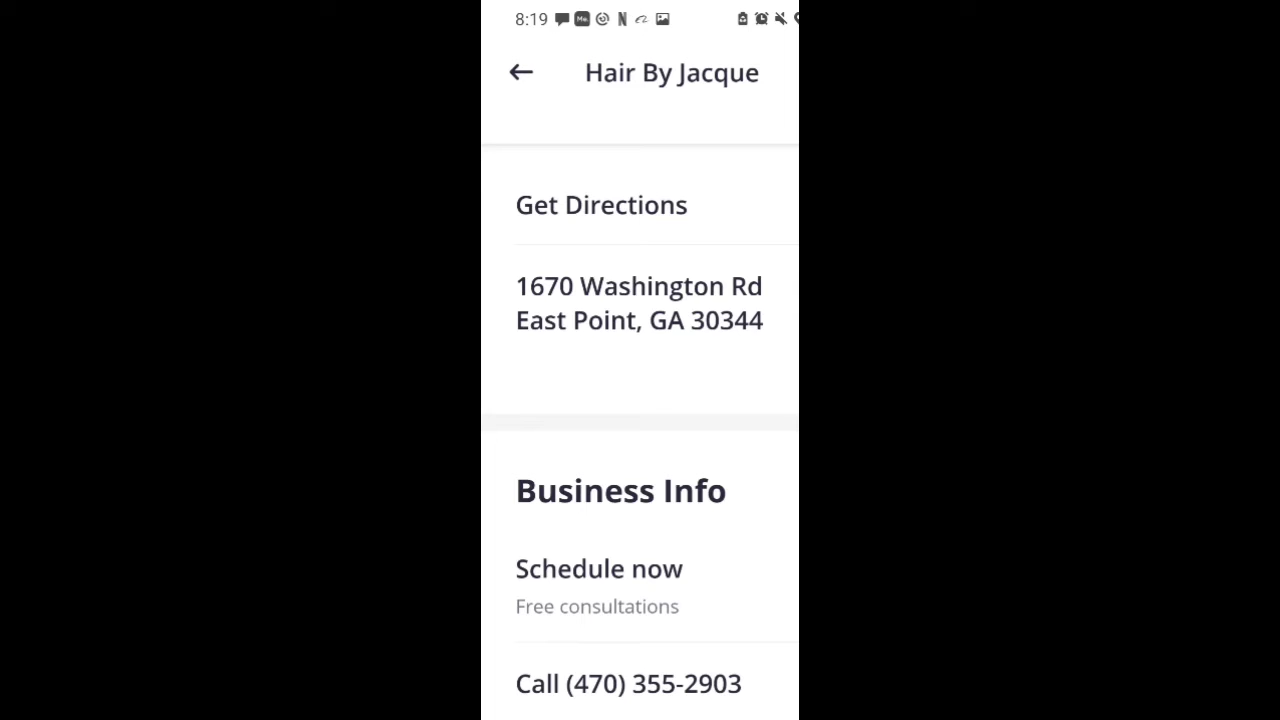 8:19
Hair By Jacque
Get Directions
1670 Washington Rd
East Point, GA 30344
Business Info
Schedule now
Free consultations
Call (470) 355-2903